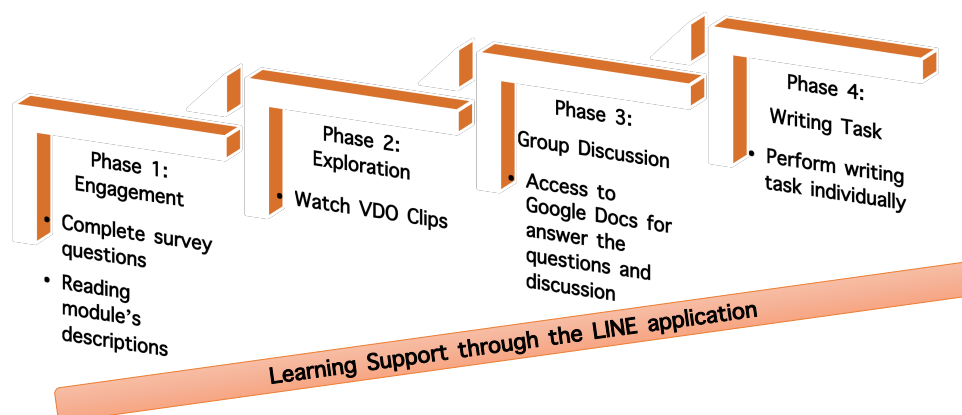 Phase 1:
Engagement
• Complete survey
questions
• Reading
module's
descriptions
Phase 2:
Exploration
• Watch VDO Clips
Phase 3:
Group Discussion
• Access to
Google Docs for
answer the
questions and
discussion
Phase 4:
Writing Task
• Perform writing
task individually
Learning Support through the LINE application